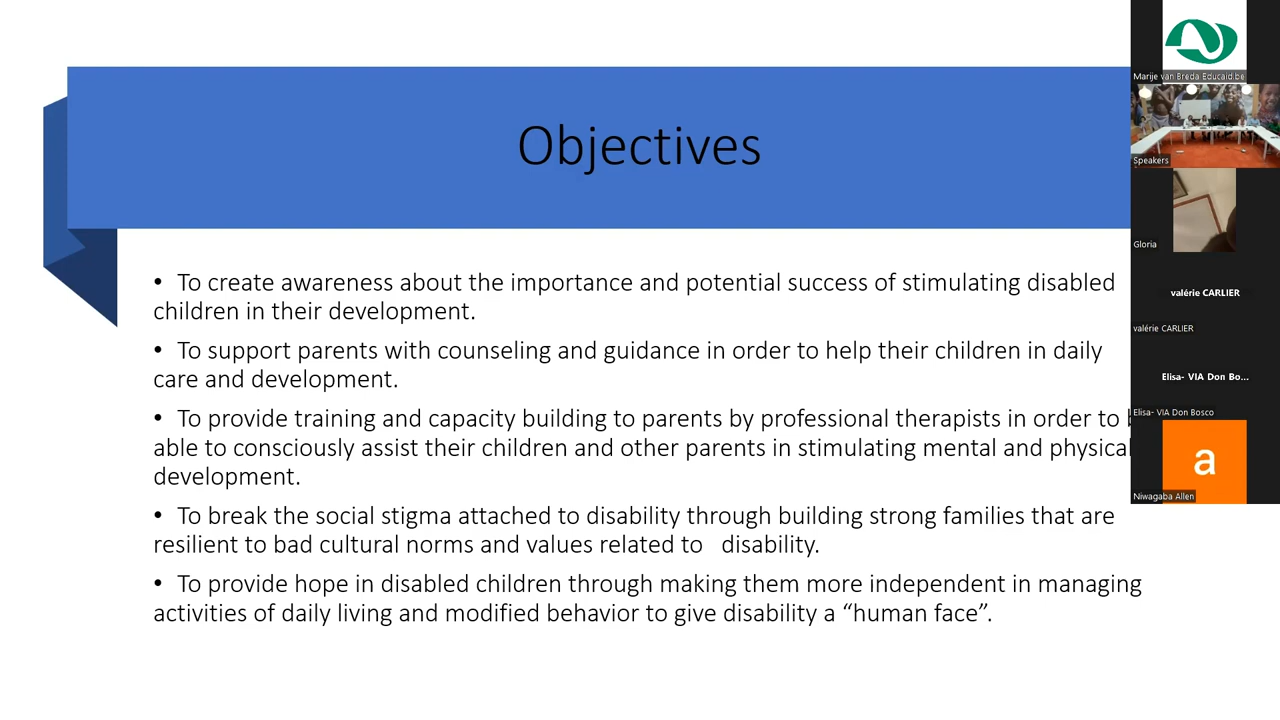 Objectives
• To create awareness about the importance and potential success of stimulating disabled
children in their development.
• To support parents with counseling and guidance in order to help their children in daily
care and development.
• To provide training and capacity building to parents by professional therapists in order to
able to consciously assist their children and other parents in stimulating mental and physical
development.
• To break the social stigma attached to disability through building strong families that are
resilient to bad cultural norms and values related to   disability.
• To provide hope in disabled children through making them more independent in managing
activities of daily living and modified behavior to give disability a “human face”.
Marije van Breda Educaid.be
Speakers
Gloria
valérie CARLIER
valérie CARLIER
Elisa- VIA Don Bo...
Elisa- VIA Don Bosco
a
Niwagaba Allen